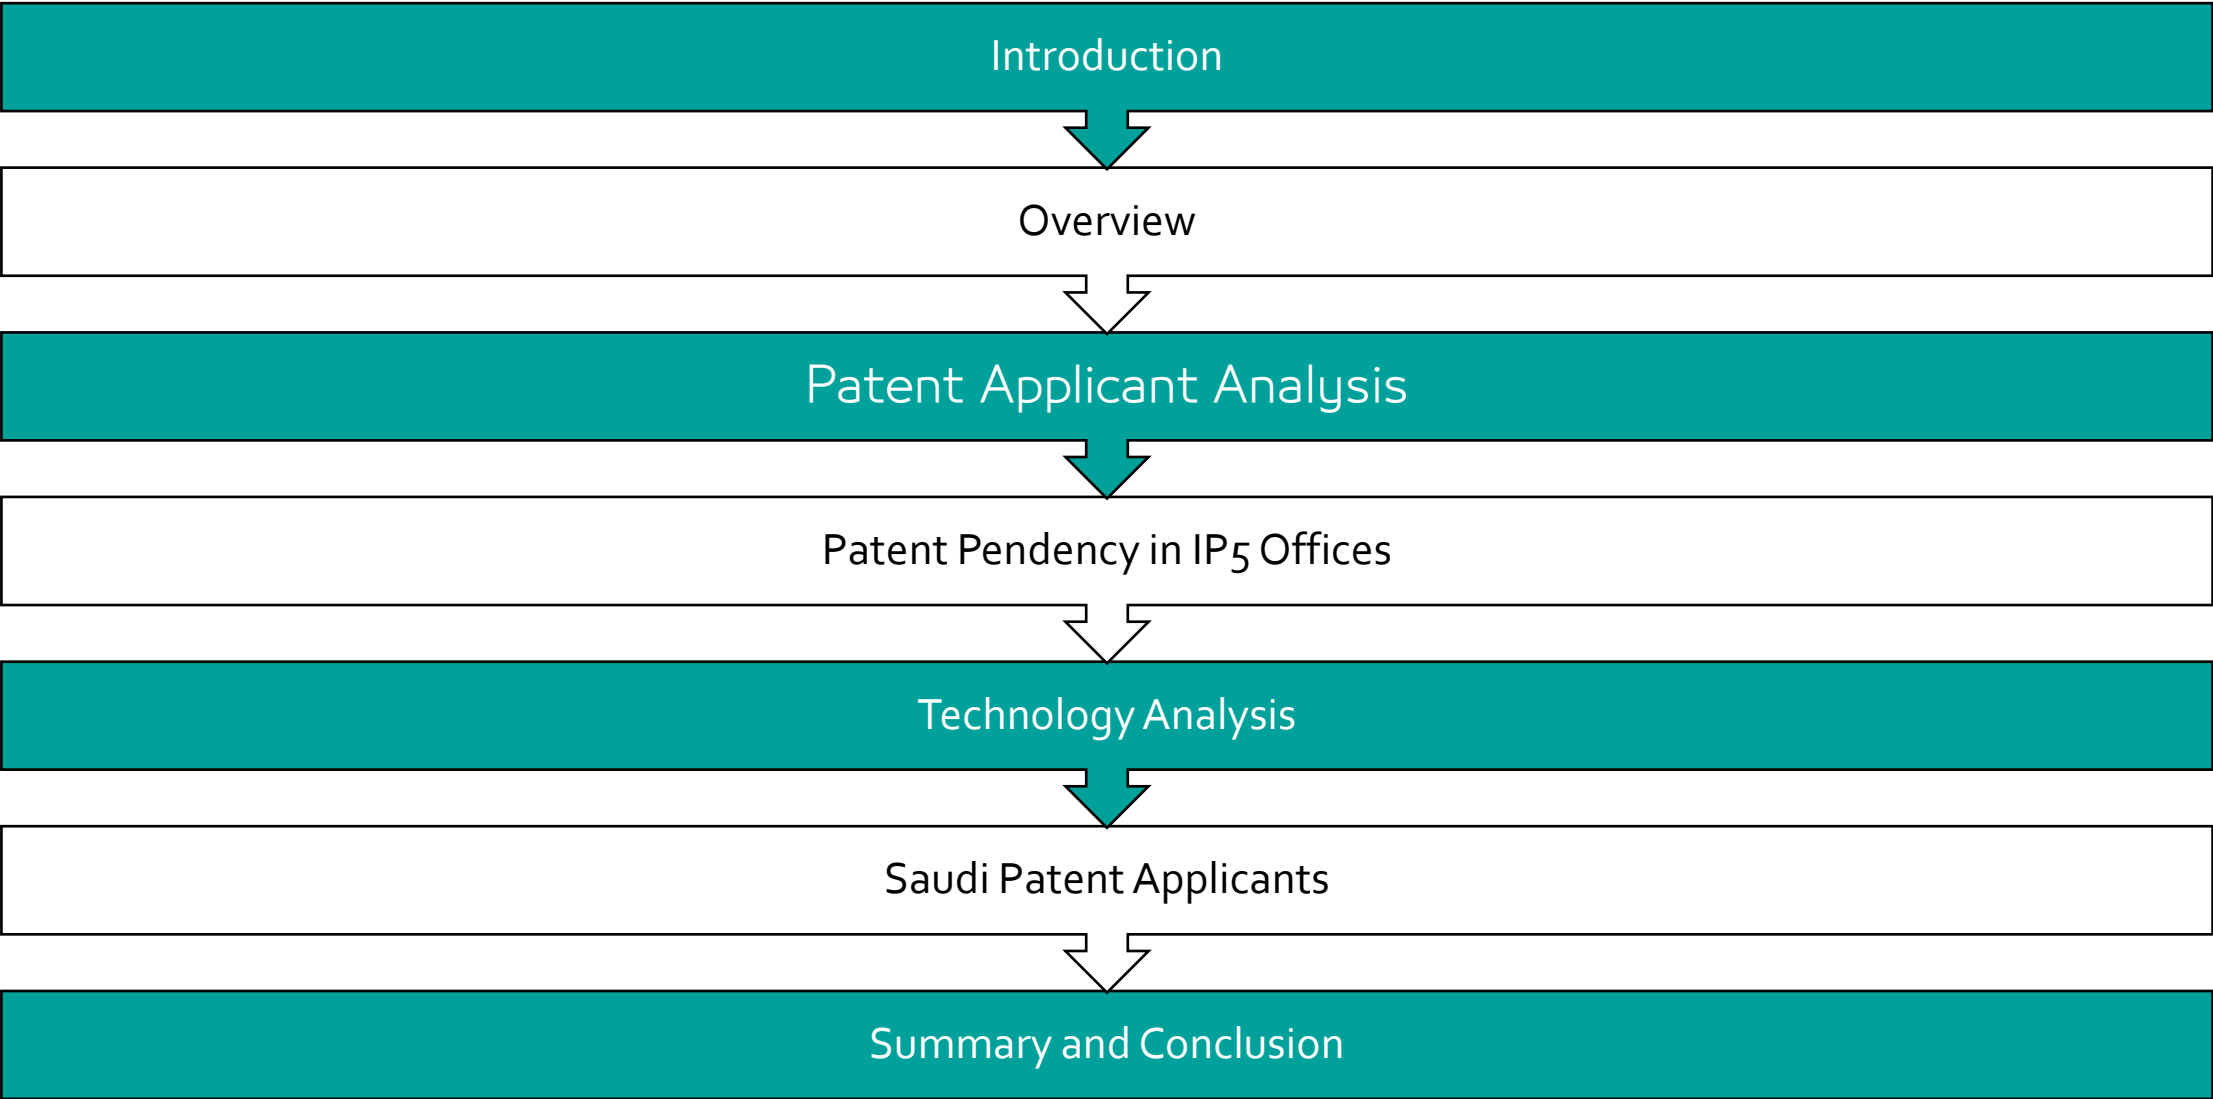 Introduction
Overview
Patent Applicant Analysis
Patent Pendency in IP5 Offices
Technology Analysis
Saudi Patent Applicants
Summary and Conclusion